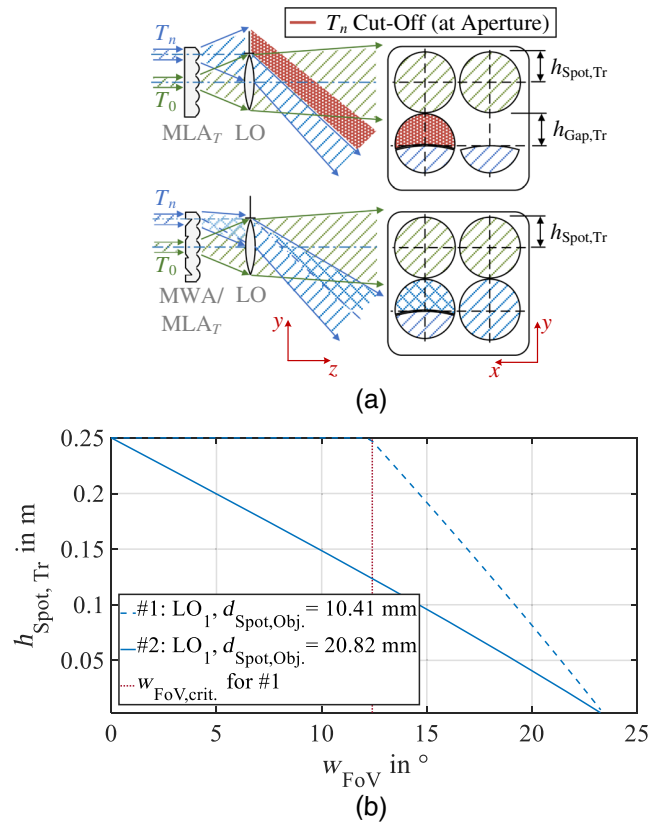 T_n Cut-Off (at Aperture)
T_n
T_0
MLA_T LO
h_Spot,Tr
h_Gap,Tr
T_n
T_0
MWA/ LO
MLA_T
h_Spot,Tr
y
z
y
x
(a)
h_Spot, Tr in m
0.25
0.2
0.15
0.1
0.05
#1: LO_1, d_Spot,Obj. = 10.41 mm
#2: LO_1, d_Spot,Obj. = 20.82 mm
w_FoV,crit. for #1
0 5 10 15 20 25
w_FoV in °
(b)